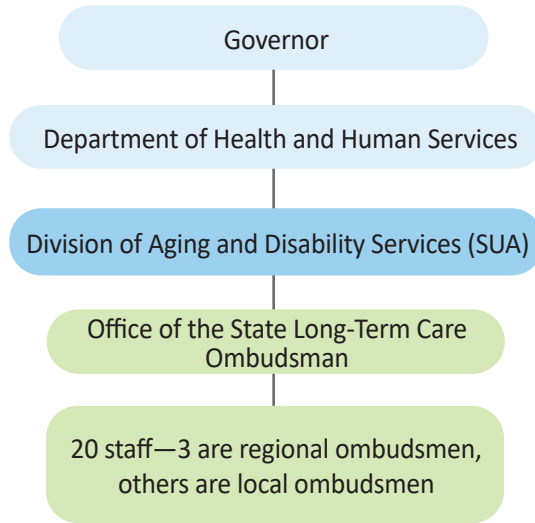 Governor
Department of Health and Human Services
Division of Aging and Disability Services (SUA)
Office of the State Long-Term Care
Ombudsman
20 staff—3 are regional ombudsmen,
others are local ombudsmen